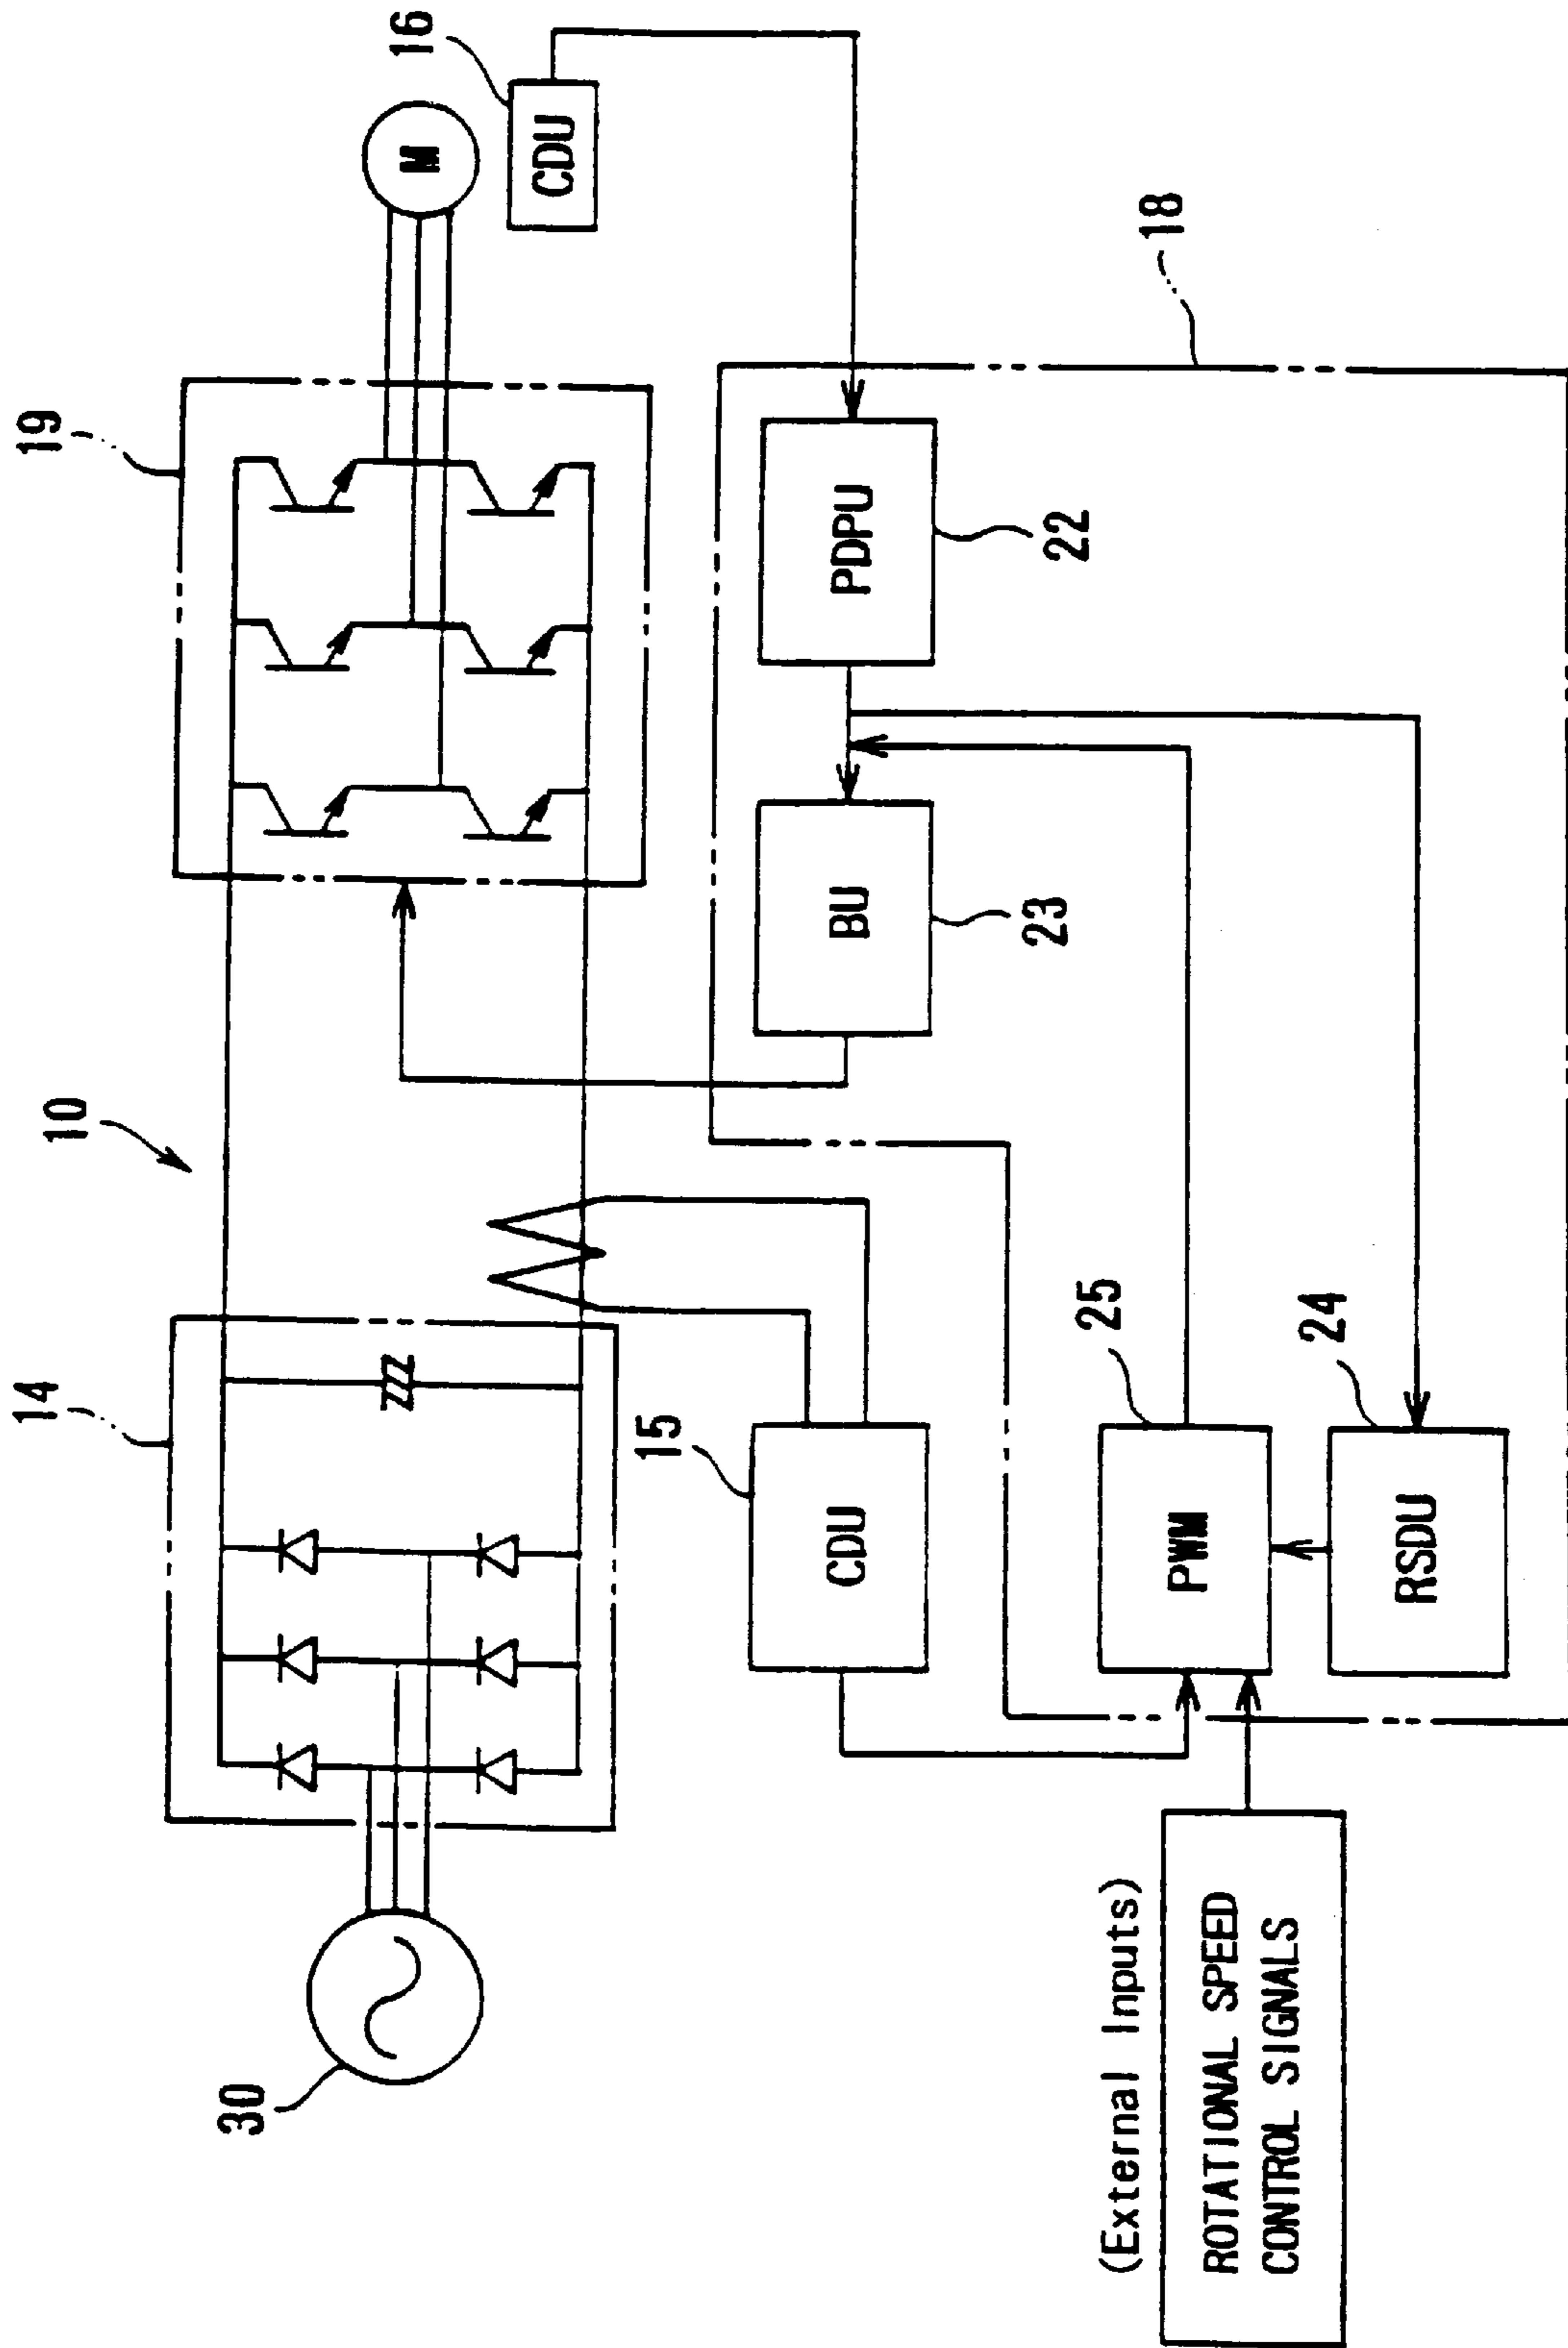 10
14
19
16
M
CDU
30
15
CDU
BU
23
PDPU
22
18
(External Inputs)
ROTATIONAL SPEED
CONTROL SIGNALS
PWM
25
RSDU
24